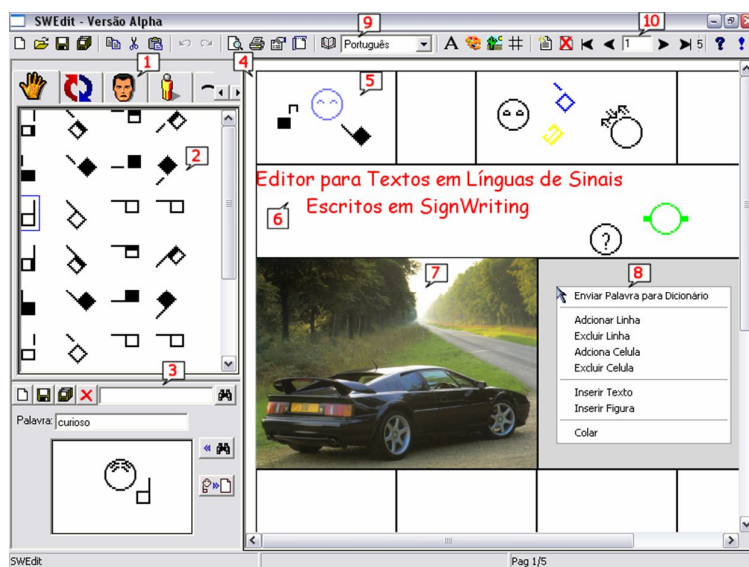 SWEdit - Versão Alpha
9
10
Português
A
1
5
?
!
1
4
5
2
Editor para Textos em Línguas de Sinais
6
Escritos em SignWriting
?
7
8
Enviar Palavra para Dicionário
Adicionar Linha
Excluir Linha
Adiciona Celula
Excluir Celula
Inserir Texto
Inserir Figura
Colar
3
Palavra:
curioso
SWEdit
Pag 1/5